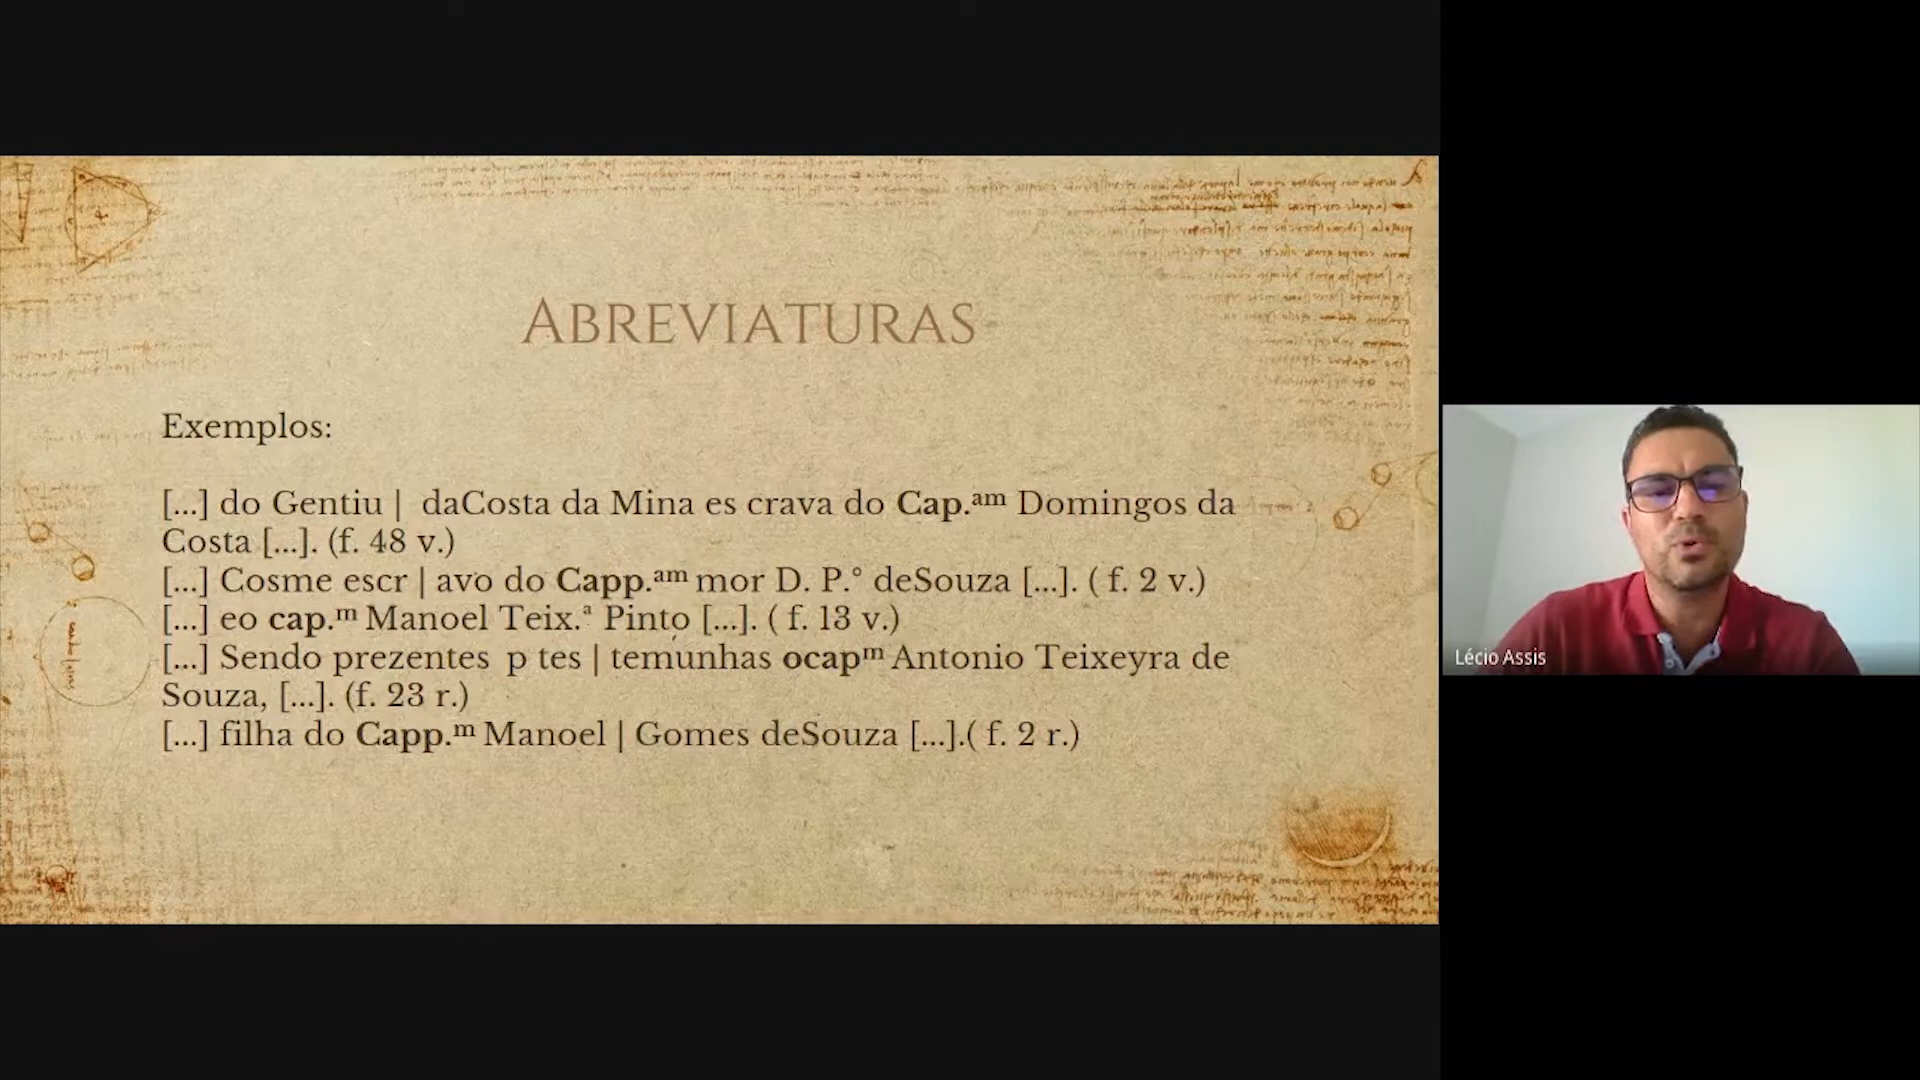 ABREVIATURAS
Exemplos:
[...] do Gentiu | daCosta da Mina es crava do Cap.ᵃᵐ Domingos da
Costa [...]. (f. 48 v.)
[...] Cosme escr | avo do Capp.ᵃᵐ mor D. P.° deSouza [...]. ( f. 2 v.)
[...] eo cap.ᵐ Manoel Teix.ª Pinto [...]. ( f. 13 v.)
[...] Sendo prezentes p tes | temunhas ocapᵐ Antonio Teixeyra de
Souza, [...]. (f. 23 r.)
[...] filha do Capp.ᵐ Manoel | Gomes deSouza [...].( f. 2 r.)
Lécio Assis